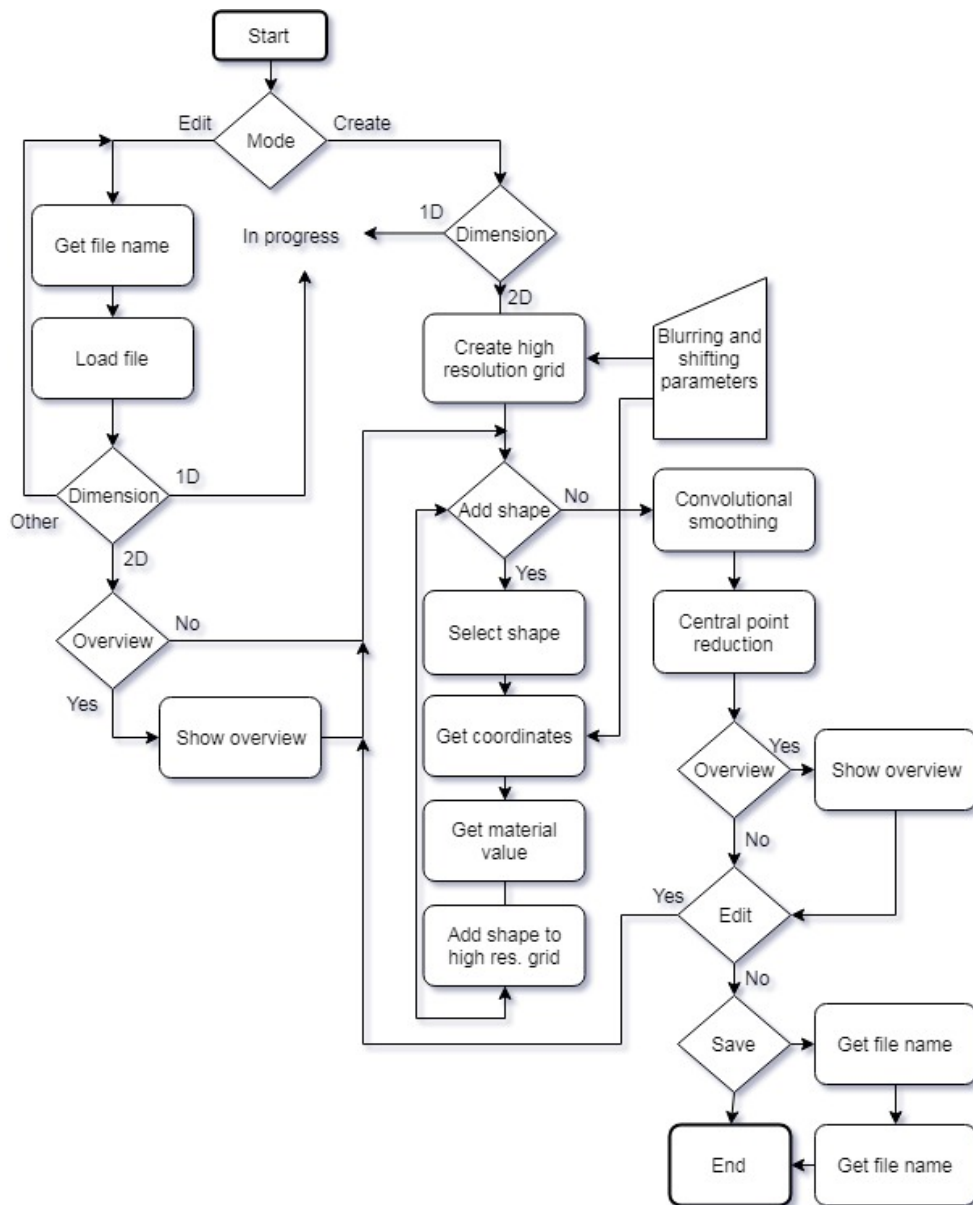 Start
Edit
Mode
Create
Get file name
In progress
1D
Dimension
2D
Load file
Create high
resolution grid
Blurring and
shifting
parameters
Dimension
1D
Other
2D
Add shape
No
Yes
Convolutional
smoothing
Overview
No
Yes
Show overview
Select shape
Central point
reduction
Get coordinates
Overview
Yes
Show overview
No
Get material
value
Yes
Edit
No
Add shape to
high res. grid
Save
Get file name
End
Get file name